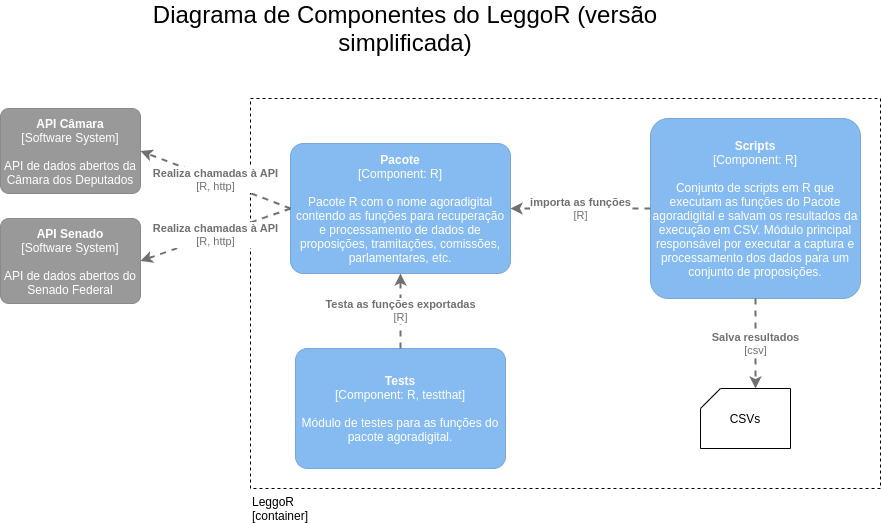 Diagrama de Componentes do LeggoR (versão
simplificada)
API Câmara
[Software System]
API de dados abertos da
Câmara dos Deputados
API Senado
[Software System]
API de dados abertos do
Senado Federal
Realiza chamadas à API
[R, http]
Realiza chamadas à API
[R, http]
Pacote
[Component: R]
Pacote R com o nome agoradigital
contendo as funções para recuperação
e processamento de dados de
proposições, tramitações, comissões,
parlamentares, etc.
importa as funções
[R]
Scripts
[Component: R]
Conjunto de scripts em R que
executam as funções do Pacote
agoradigital e salvam os resultados da
execução em CSV. Módulo principal
responsável por executar a captura e
processamento dos dados para um
conjunto de proposições.
Testa as funções exportadas
[R]
Tests
[Component: R, testthat]
Módulo de testes para as funções do
pacote agoradigital.
Salva resultados
[csv]
CSVs
LeggoR
[container]